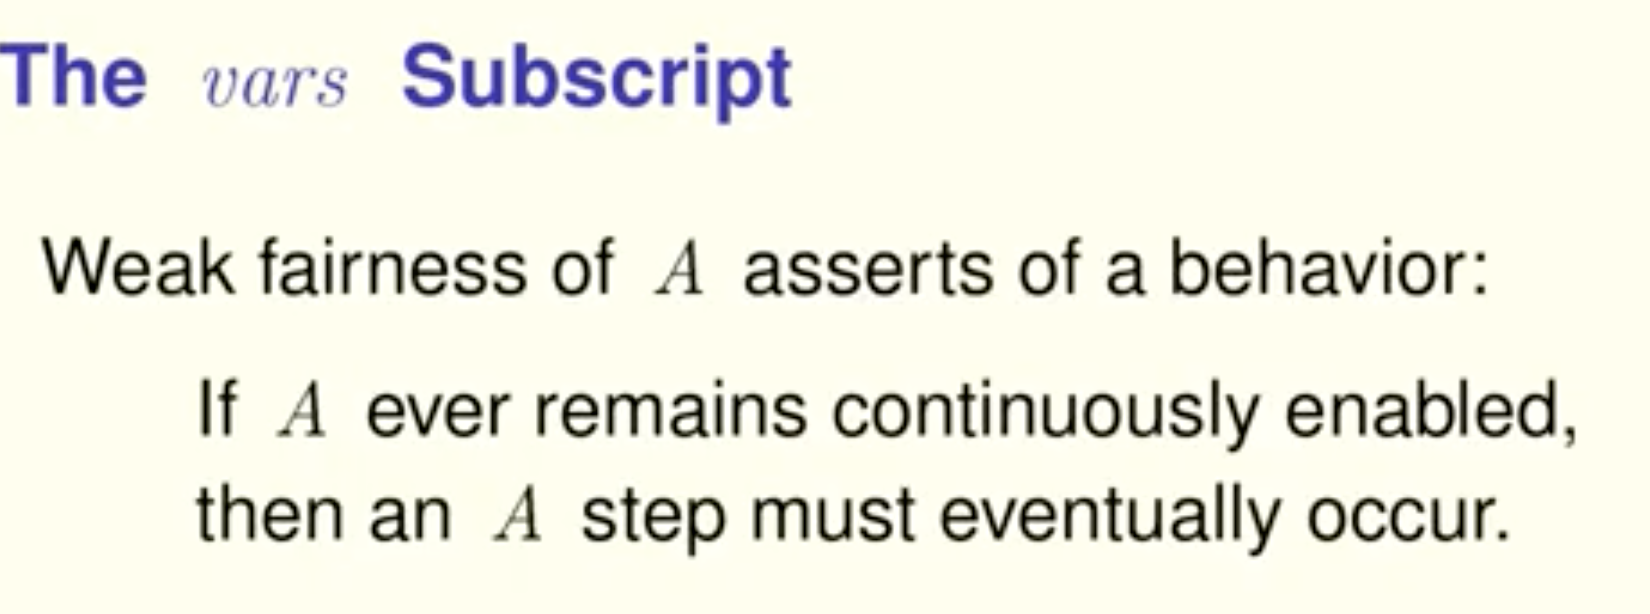 The vars Subscript
Weak fairness of A asserts of a behavior:
If A ever remains continuously enabled,
then an A step must eventually occur.